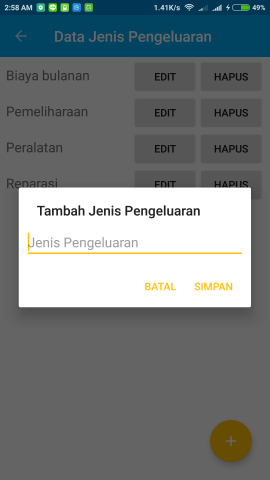 2:58 AM 1.41K/s 49%
Data Jenis Pengeluaran
Biaya bulanan EDIT HAPUS
Pemeliharaan EDIT HAPUS
Peralatan EDIT HAPUS
Reparasi EDIT HAPUS
Tambah Jenis Pengeluaran
Jenis Pengeluaran
BATAL SIMPAN
+